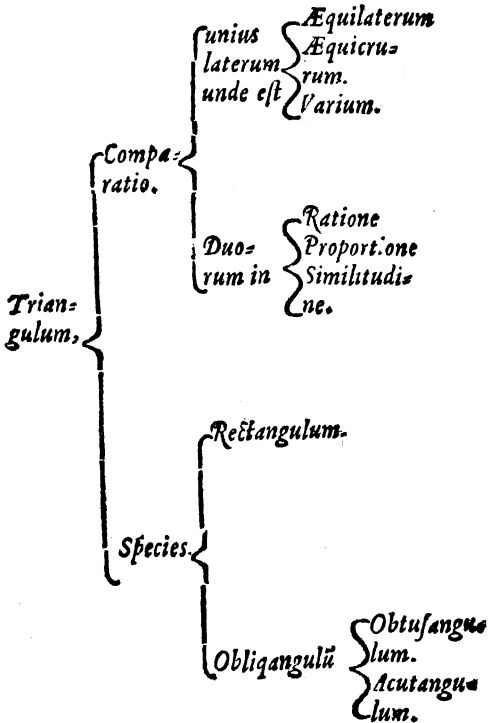 Trian=
gulum,
Compa=
ratio.
unius
laterum
unde eſt
Æquilaterum
Æquicru=
rum.
Varium.
Duo=
rum in
Ratione
Proportione
Similitudi=
ne.
Species.
Rectangulum.
Obliqangulū
Obtuſangu=
lum.
Acutangu=
lum.